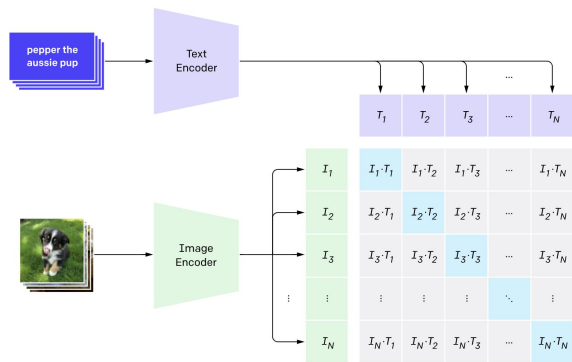 pepper the
aussie pup
Text
Encoder
...
T1 T2 T3 ... TN
I1 I1·T1 I1·T2 I1·T3 ... I1·TN
I2 I2·T1 I2·T2 I2·T3 ... I2·TN
Image
Encoder
I3 I3·T1 I3·T2 I3·T3 ... I3·TN
⋮ ⋮ ⋮ ⋮ ⋮ ⋱ ⋮
IN IN·T1 IN·T2 IN·T3 ... IN·TN